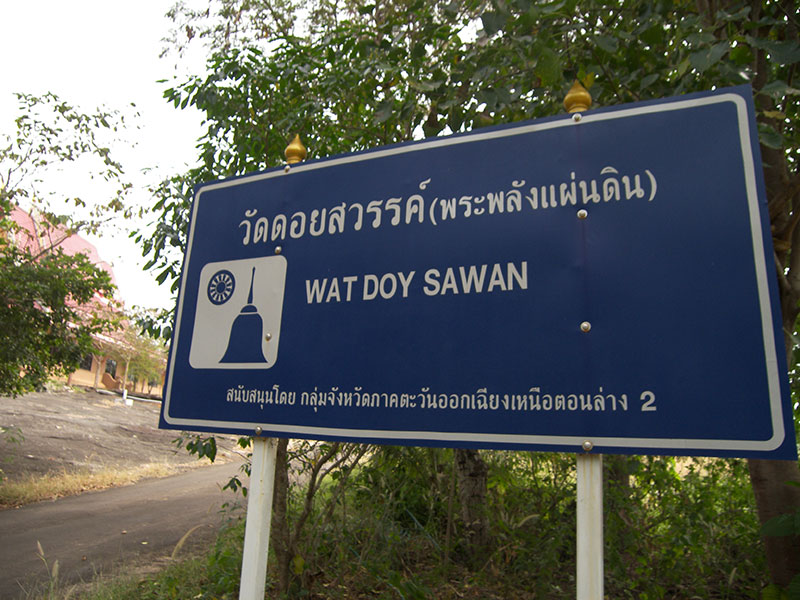 วัดดอยสวรรค์(พระพลังแผ่นดิน)
WAT DOY SAWAN
สนับสนุนโดย กลุ่มจังหวัดภาคตะวันออกเฉียงเหนือตอนล่าง 2